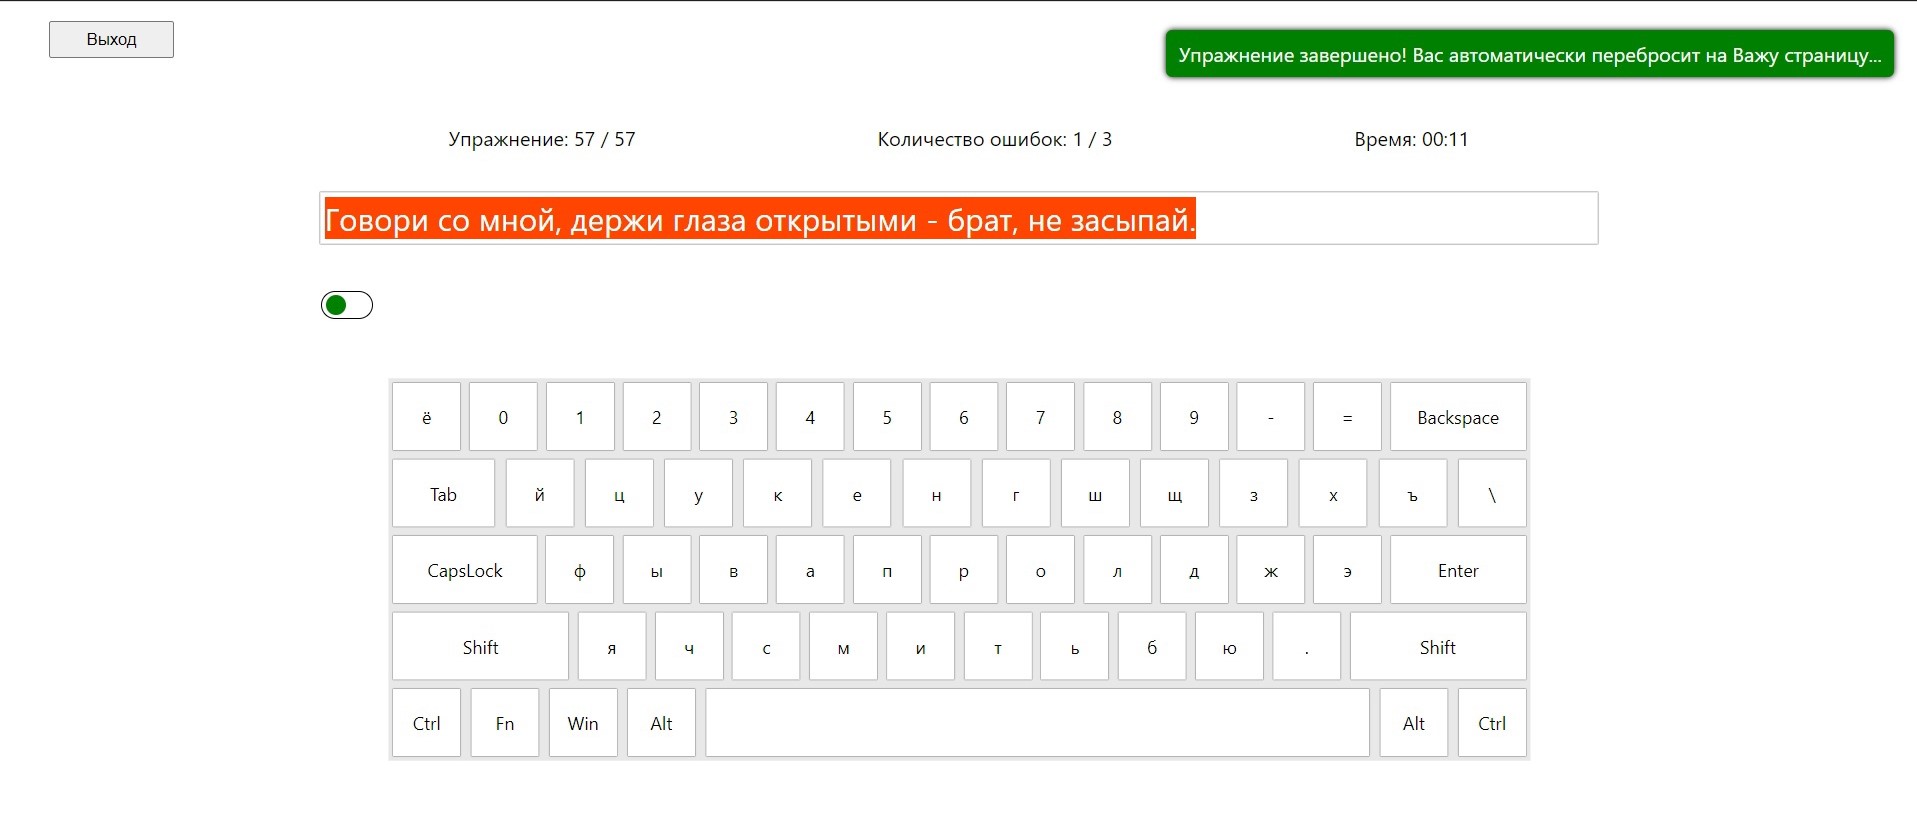 Выход
Упражнение завершено! Вас автоматически перебросит на Важу страницу...
Упражнение: 57 / 57 Количество ошибок: 1 / 3 Время: 00:11
Говори со мной, держи глаза открытыми - брат, не засыпай.
ё 0 1 2 3 4 5 6 7 8 9 - = Backspace
Tab й ц у к е н г ш щ з х ъ \
CapsLock ф ы в а п р о л д ж э Enter
Shift я ч с м и т ь б ю . Shift
Ctrl Fn Win Alt Alt Ctrl